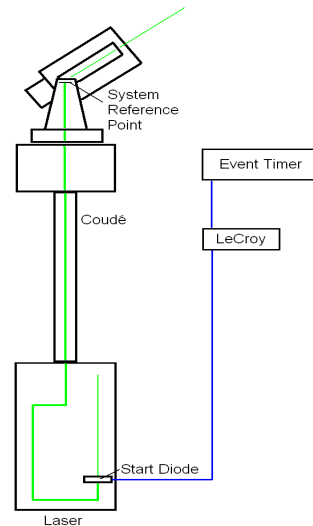 System
Reference
Point
Event Timer
Coudé
LeCroy
Start Diode
Laser